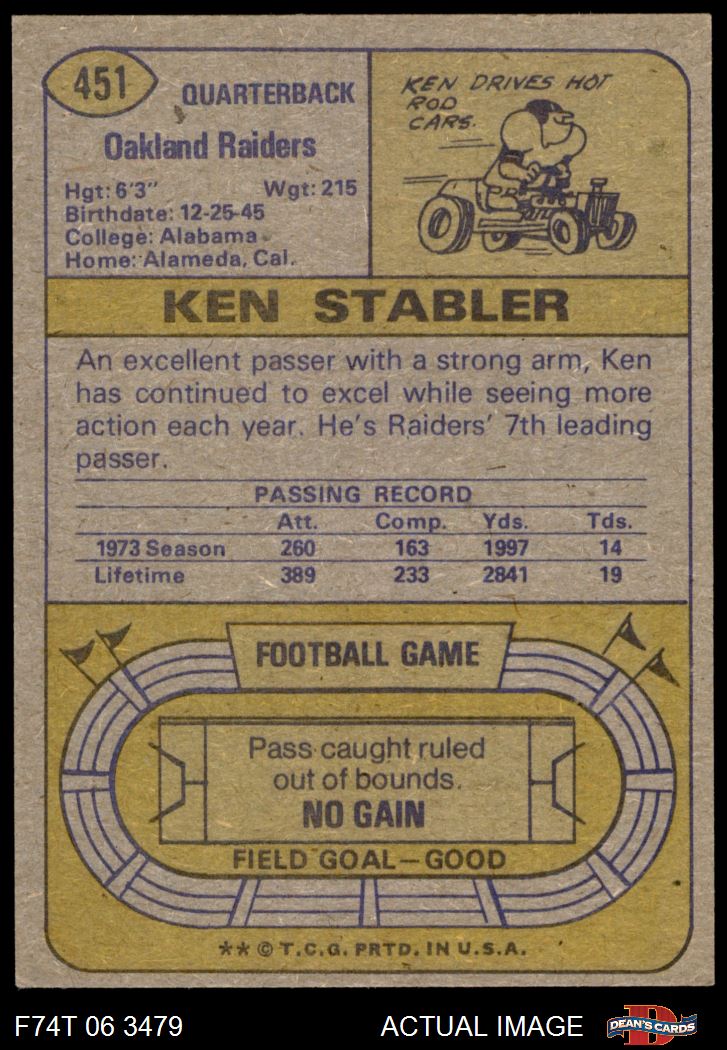 451
QUARTERBACK
Oakland Raiders
Hgt: 6'3" Wgt: 215
Birthdate: 12-25-45
College: Alabama
Home: Alameda, Cal.
KEN DRIVES HOT
ROD
CARS.
KEN STABLER
An excellent passer with a strong arm, Ken
has continued to excel while seeing more
action each year. He's Raiders' 7th leading
passer.
PASSING RECORD
Att. Comp. Yds. Tds.
1973 Season 260 163 1997 14
Lifetime 389 233 2841 19
FOOTBALL GAME
Pass caught ruled
out of bounds.
NO GAIN
FIELD GOAL—GOOD
** © T.C.G. PRTD. IN U.S.A.
F74T 06 3479 ACTUAL IMAGE
D
DEAN'S CARDS